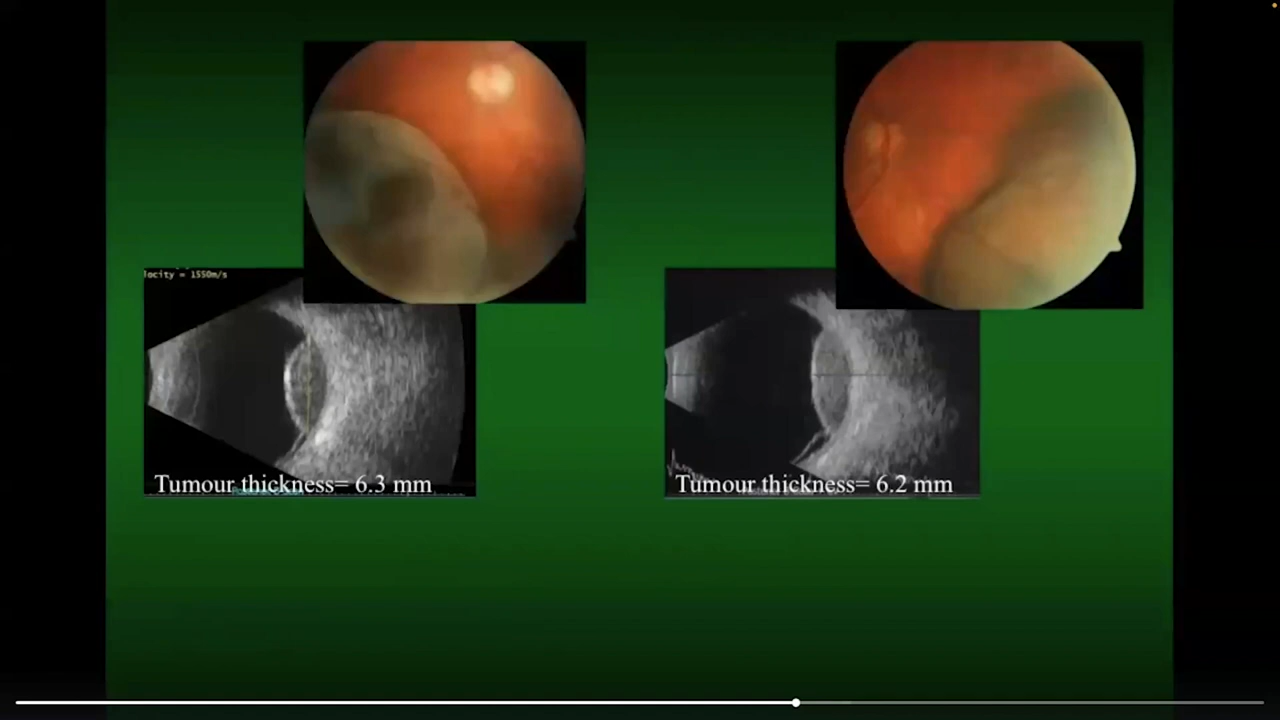 locity = 1550m/s
Tumour thickness= 6.3 mm
Tumour thickness= 6.2 mm